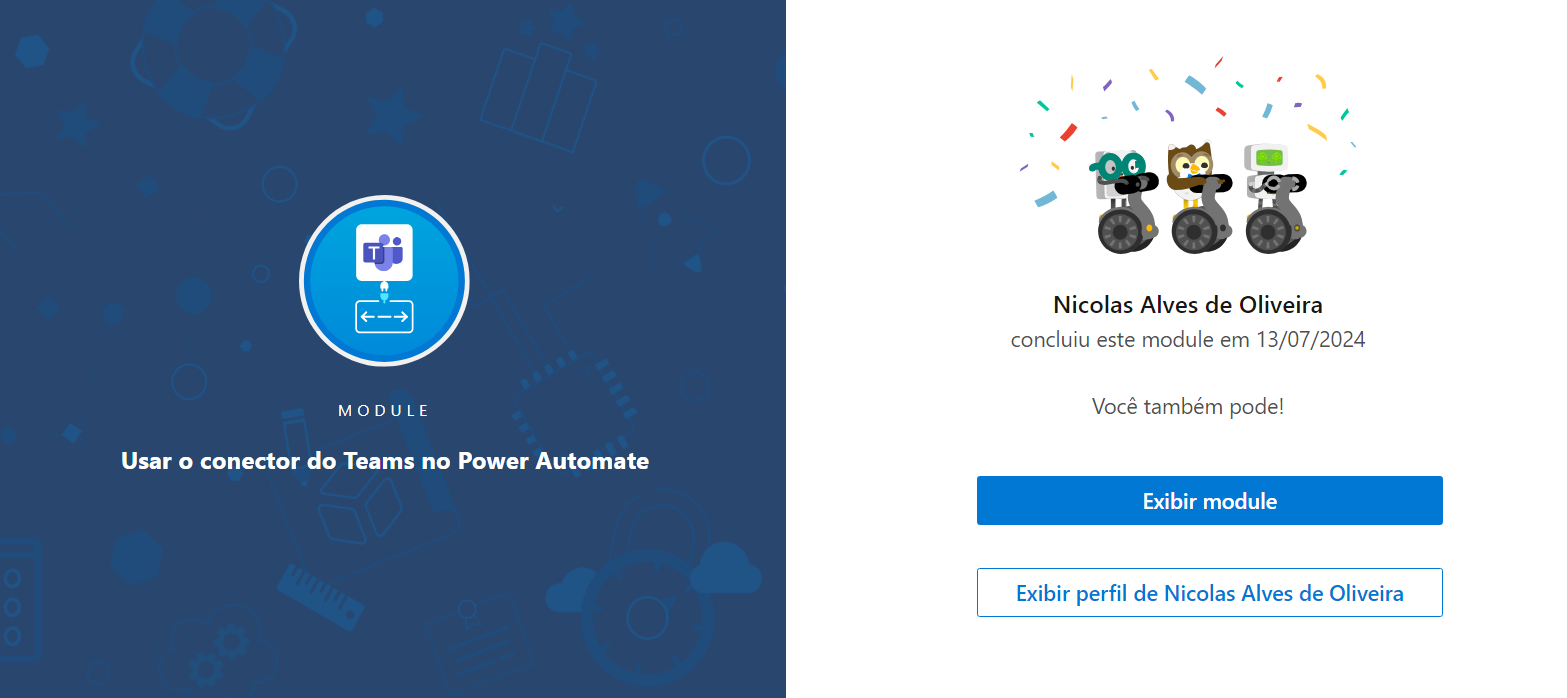 T
MODULE
Usar o conector do Teams no Power Automate
Nicolas Alves de Oliveira
concluiu este module em 13/07/2024
Você também pode!
Exibir module
Exibir perfil de Nicolas Alves de Oliveira